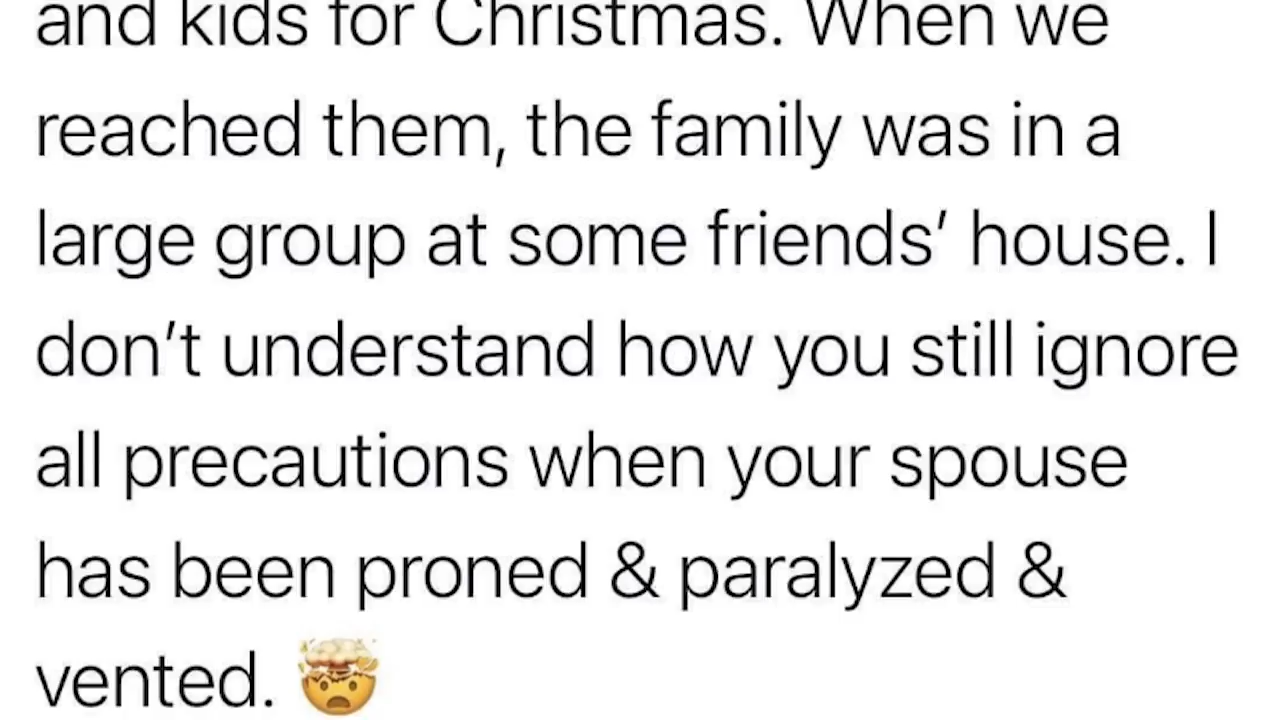 and kids for Christmas. When we
reached them, the family was in a
large group at some friends’ house. I
don’t understand how you still ignore
all precautions when your spouse
has been proned & paralyzed &
vented. 🤯